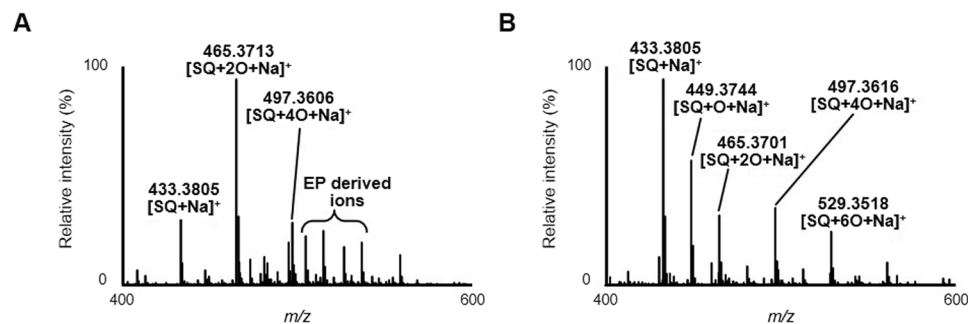 A
Relative intensity (%)
100
0
465.3713
[SQ+2O+Na]+
497.3606
[SQ+4O+Na]+
433.3805
[SQ+Na]+
EP derived
ions
400
600
m/z
B
Relative intensity (%)
100
0
433.3805
[SQ+Na]+
449.3744
[SQ+O+Na]+
497.3616
[SQ+4O+Na]+
465.3701
[SQ+2O+Na]+
529.3518
[SQ+6O+Na]+
400
600
m/z